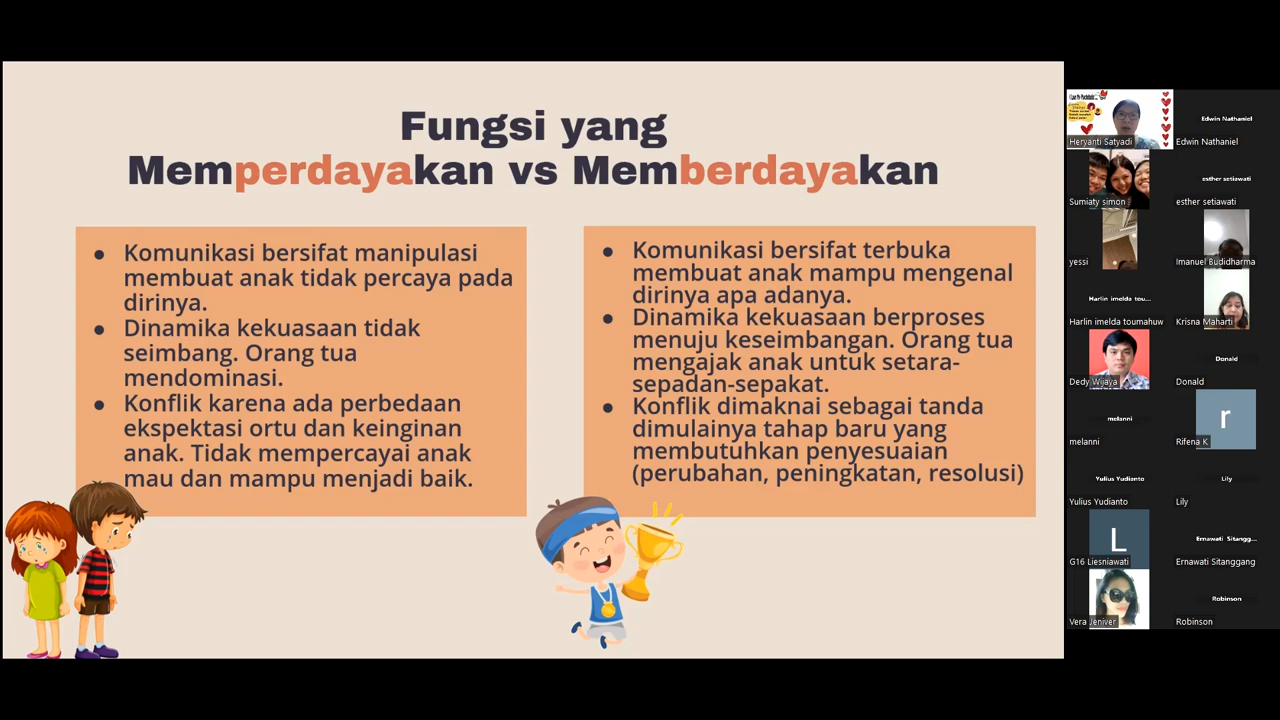 Fungsi yang
Memperdayakan vs Memberdayakan
● Komunikasi bersifat manipulasi
membuat anak tidak percaya pada
dirinya.
● Dinamika kekuasaan tidak
seimbang. Orang tua
mendominasi.
● Konflik karena ada perbedaan
ekspektasi ortu dan keinginan
anak. Tidak mempercayai anak
mau dan mampu menjadi baik.
● Komunikasi bersifat terbuka
membuat anak mampu mengenal
dirinya apa adanya.
● Dinamika kekuasaan berproses
menuju keseimbangan. Orang tua
mengajak anak untuk setara-
sepadan-sepakat.
● Konflik dimaknai sebagai tanda
dimulainya tahap baru yang
membutuhkan penyesuaian
(perubahan, peningkatan, resolusi)
Heryanti Satyadi
Edwin Nathaniel
Edwin Nathaniel
Sumiaty simon
esther setiawati
esther setiawati
yessi
Imanuel Budidharma
Harlin imelda tou...
Harlin imelda toumahuw
Krisna Maharti
Dedy Wijaya
Donald
Donald
melanni
melanni
r
Rifena K
Yulius Yudianto
Yulius Yudianto
Lily
Lily
L
G16 Liesniawati
Ernawati Sitangg...
Ernawati Sitanggang
Vera Jeniver
Robinson
Robinson